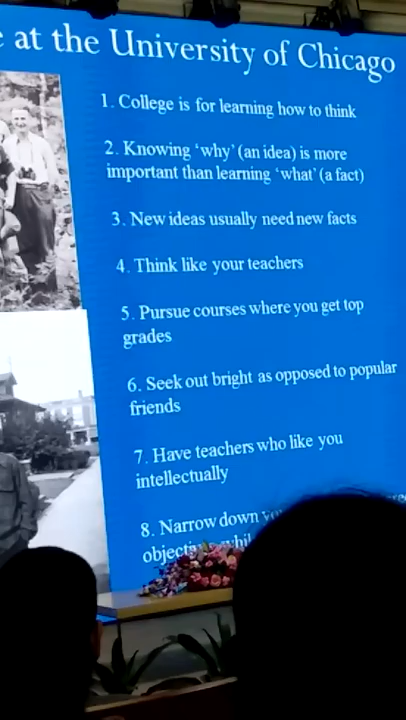 at the University of Chicago
1. College is for learning how to think
2. Knowing ‘why’ (an idea) is more
important than learning ‘what’ (a fact)
3. New ideas usually need new facts
4. Think like your teachers
5. Pursue courses where you get top
grades
6. Seek out bright as opposed to popular
friends
7. Have teachers who like you
intellectually
8. Narrow down